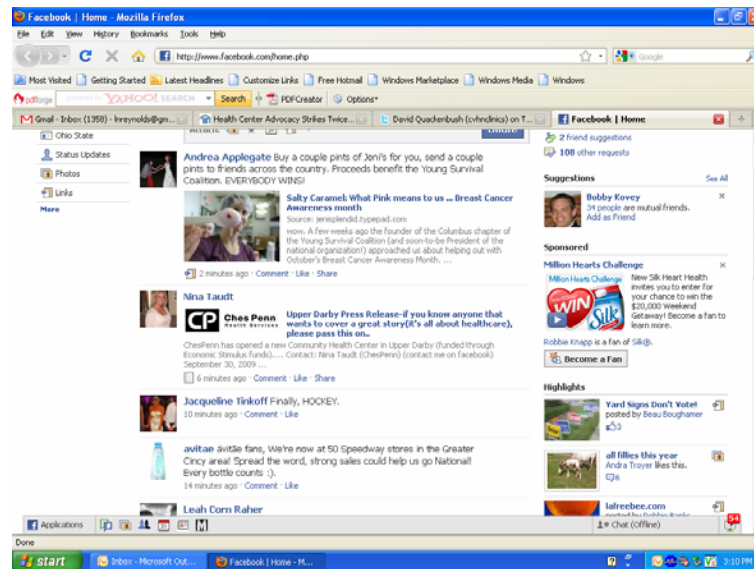 Facebook | Home - Mozilla Firefox
File Edit View History Bookmarks Tools Help
http://www.facebook.com/home.php
Google
Most Visited Getting Started Latest Headlines Customize Links Free Hotmail Windows Marketplace Windows Media Windows
pdfforge powered by YAHOO! SEARCH Search PDFCreator Options
Gmail - Inbox (1358) - lnreynolds@gm... Health Center Advocacy Strikes Twice... David Quackenbush (cvhndnics) on T... Facebook | Home
Ohio State
Status Updates
Photos
Links
More
Share
Andrea Applegate Buy a couple pints of Jeni's for you, send a couple
pints to friends across the country. Proceeds benefit the Young Survival
Coalition. EVERYBODY WINS!
Salty Caramel: What Pink means to us ... Breast Cancer
Awareness month
Source: jenisplendid.typepad.com
wow. A few weeks ago the founder of the Columbus chapter of
the Young Survival Coalition (and soon-to-be President of the
national organization!) approached us about helping out with
October's Breast Cancer Awareness Month. ...
2 minutes ago · Comment · Like · Share
Nina Taudt
CP Ches Penn
Health Services
Upper Darby Press Release-if you know anyone that
wants to cover a great story(it's all about healthcare),
please pass this on..
ChesPenn has opened a new Community Health Center in Upper Darby (funded through
Economic Stimulus funds).... Contact: Nina Taudt (ChesPenn) (contact me on facebook)
September 30, 2009 ...
6 minutes ago · Comment · Like · Share
Jacqueline Tinkoff Finally, HOCKEY.
10 minutes ago · Comment · Like
avitae ávitāe fans, We're now at 50 Speedway stores in the Greater
Cincy area! Spread the word, strong sales could help us go National!
Every bottle counts :).
14 minutes ago · Comment · Like
Leah Corn Raher
2 friend suggestions
108 other requests
Suggestions See All
Bobby Kovey
34 people are mutual friends.
Add as Friend
Sponsored
Million Hearts Challenge
Million Hearts Challenge
WIN
Silk
New Silk Heart Health
invites you to enter for
your chance to win the
$20,000 Weekend
Getaway! Become a fan to
learn more.
Robbie Knapp is a fan of Silk®.
Become a Fan
Highlights
Yard Signs Don't Vote!
posted by Beau Boughamer
3
all fillies this year
Andra Troyer likes this.
6
lafreebee.com
posted by Debbie Banks
Applications
Chat (Offline)
54
Done
start Inbox - Microsoft Out... Facebook | Home - M... 3:10 PM